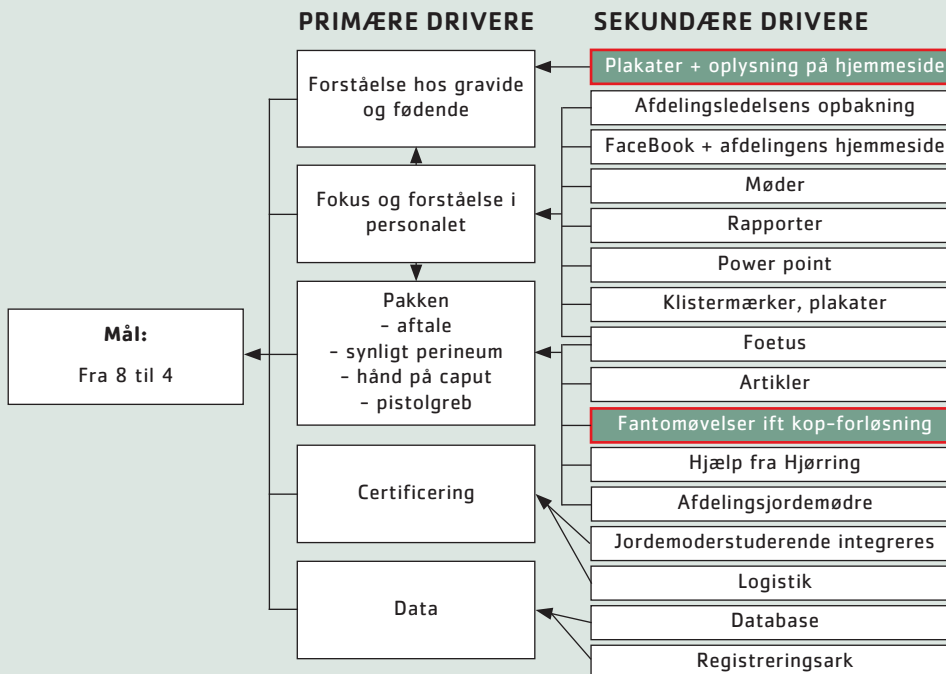 PRIMÆRE DRIVERE
SEKUNDÆRE DRIVERE
Mål:
Fra 8 til 4
Forståelse hos gravide
og fødende
Fokus og forståelse i
personalet
Pakken
- aftale
- synligt perineum
- hånd på caput
- pistolgreb
Certificering
Data
Plakater + oplysning på hjemmeside
Afdelingsledelsens opbakning
FaceBook + afdelingens hjemmeside
Møder
Rapporter
Power point
Klistermærker, plakater
Foetus
Artikler
Fantomøvelser ift kop-forløsning
Hjælp fra Hjørring
Afdelingsjordemødre
Jordemoderstuderende integreres
Logistik
Database
Registreringsark